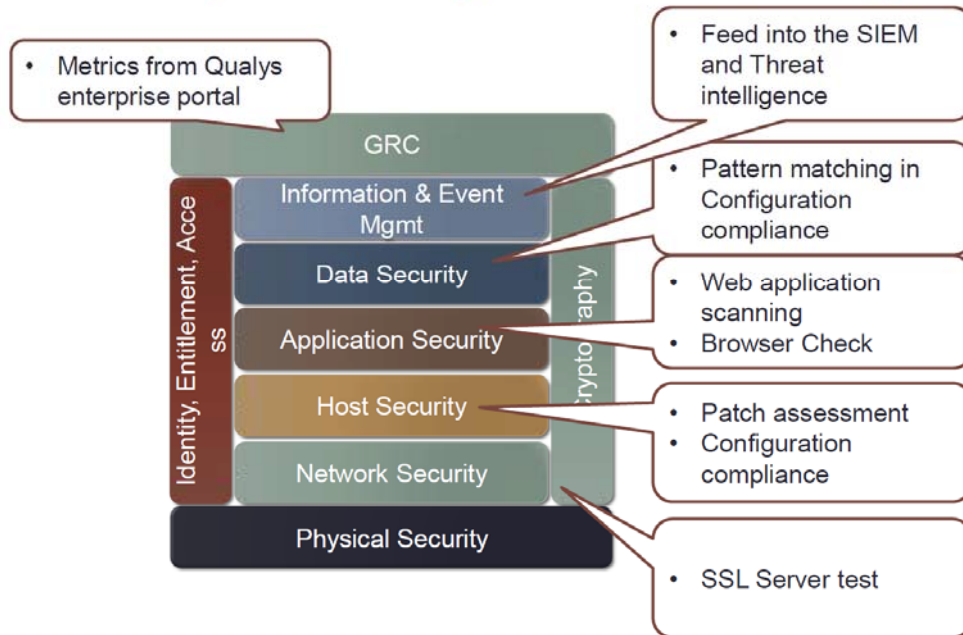 • Metrics from Qualys
enterprise portal
• Feed into the SIEM
and Threat
intelligence
GRC
Information & Event
Mgmt
• Pattern matching in
Configuration
compliance
Data Security
Identity, Entitlement, Acce
ss
• Web application
scanning
• Browser Check
Application Security
Host Security
• Patch assessment
• Configuration
compliance
Network Security
Physical Security
• SSL Server test